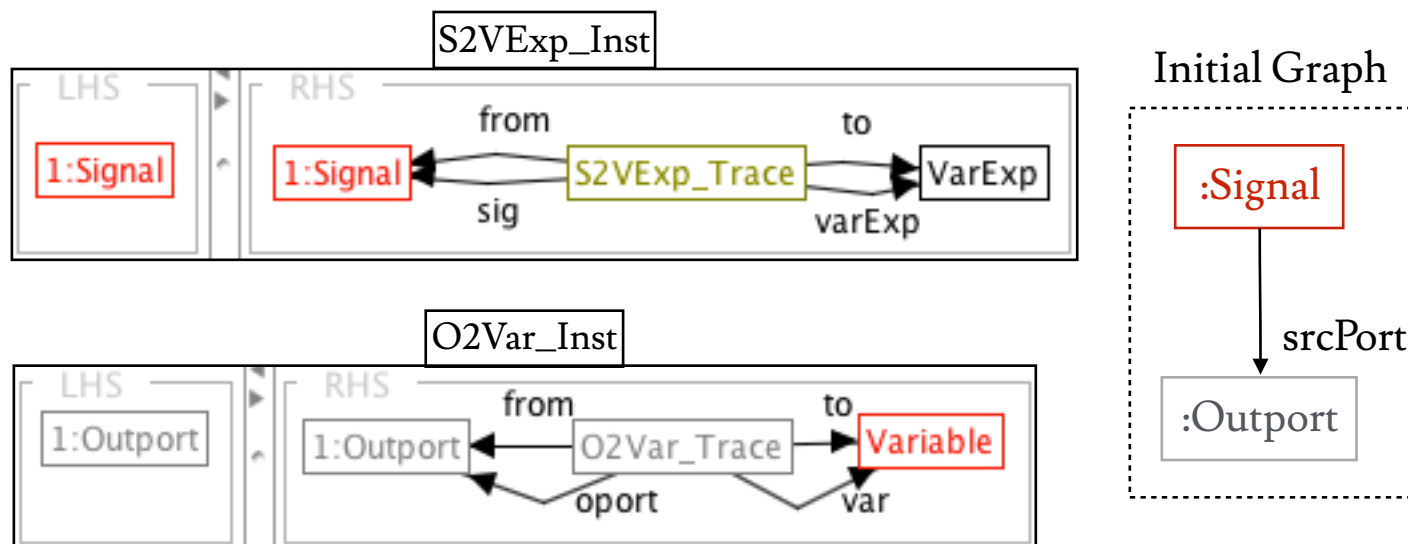 S2VExp_Inst
LHS
RHS
from
to
1:Signal
1:Signal
S2VExp_Trace
VarExp
sig
varExp
O2Var_Inst
LHS
RHS
from
to
1:Outport
1:Outport
O2Var_Trace
Variable
oport
var
Initial Graph
:Signal
srcPort
:Outport